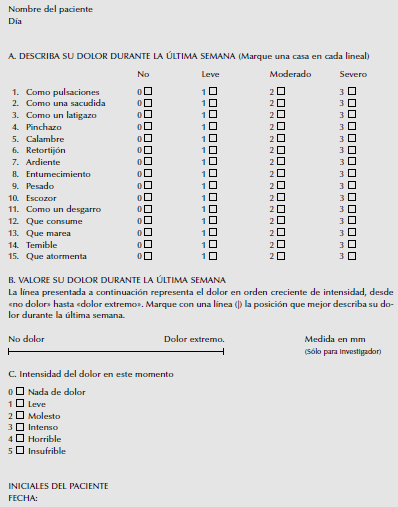 Nombre del paciente
Día
A. DESCRIBA SU DOLOR DURANTE LA ÚLTIMA SEMANA (Marque una casa en cada lineal)
No Leve Moderado Severo
1. Como pulsaciones 0 1 2 3
2. Como una sacudida 0 1 2 3
3. Como un latigazo 0 1 2 3
4. Pinchazo 0 1 2 3
5. Calambre 0 1 2 3
6. Retortijón 0 1 2 3
7. Ardiente 0 1 2 3
8. Entumecimiento 0 1 2 3
9. Pesado 0 1 2 3
10. Escozor 0 1 2 3
11. Como un desgarro 0 1 2 3
12. Que consume 0 1 2 3
13. Que marea 0 1 2 3
14. Temible 0 1 2 3
15. Que atormenta 0 1 2 3
B. VALORE SU DOLOR DURANTE LA ÚLTIMA SEMANA
La línea presentada a continuación representa el dolor en orden creciente de intensidad, desde
«no dolor» hasta «dolor extremo». Marque con una línea (|) la posición que mejor describa su do-
lor durante la última semana.
No dolor Dolor extremo. Medida en mm
(Sólo para investigador)
C. Intensidad del dolor en este momento
0 Nada de dolor
1 Leve
2 Molesto
3 Intenso
4 Horrible
5 Insufrible
INICIALES DEL PACIENTE
FECHA: